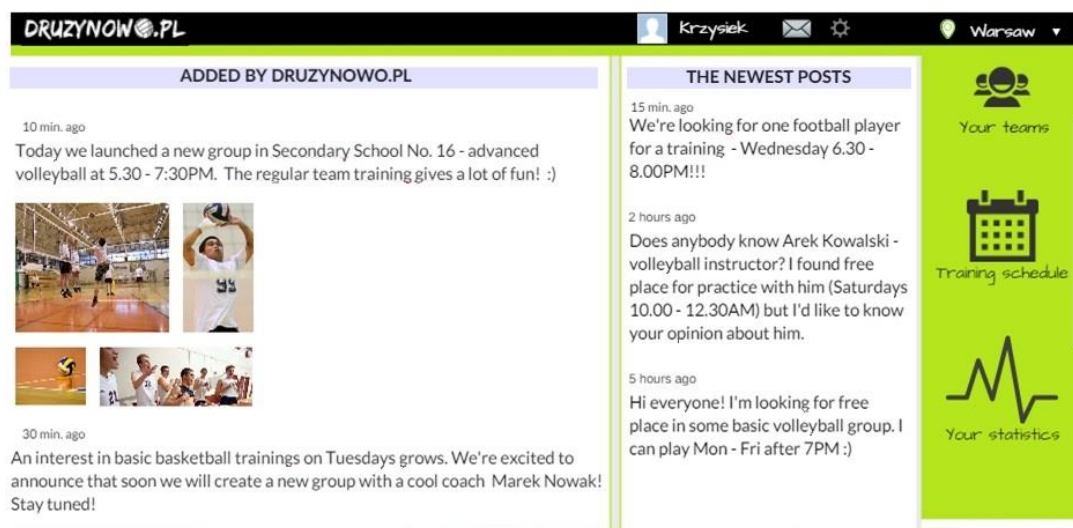 DRUZYNOWO.PL
Krzysiek
Warsaw
ADDED BY DRUZYNOWO.PL
10 min. ago
Today we launched a new group in Secondary School No. 16 - advanced
volleyball at 5.30 - 7:30PM. The regular team training gives a lot of fun! :)
99
21
30 min. ago
An interest in basic basketball trainings on Tuesdays grows. We're excited to
announce that soon we will create a new group with a cool coach Marek Nowak!
Stay tuned!
THE NEWEST POSTS
15 min. ago
We're looking for one football player
for a training - Wednesday 6.30 -
8.00PM!!!
2 hours ago
Does anybody know Arek Kowalski -
volleyball instructor? I found free
place for practice with him (Saturdays
10.00 - 12.30AM) but I'd like to know
your opinion about him.
5 hours ago
Hi everyone! I'm looking for free
place in some basic volleyball group. I
can play Mon - Fri after 7PM :)
Your teams
Training schedule
Your statistics